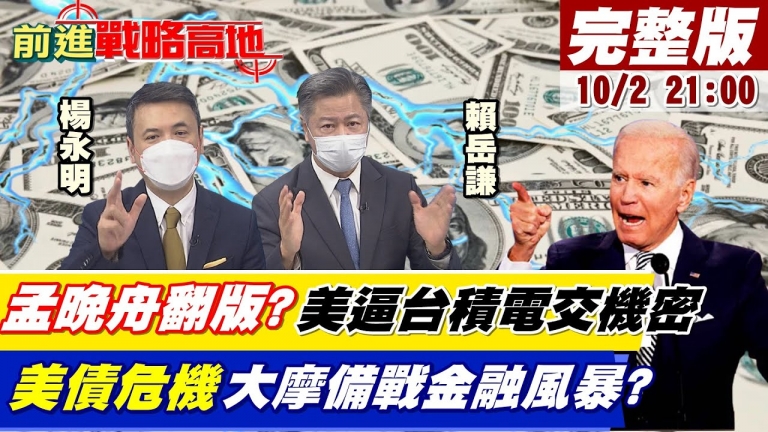 前進戰略高地
完整版
10/2 21:00
楊永明
賴岳謙
孟晚舟翻版?美逼台積電交機密
美債危機大摩備戰金融風暴?